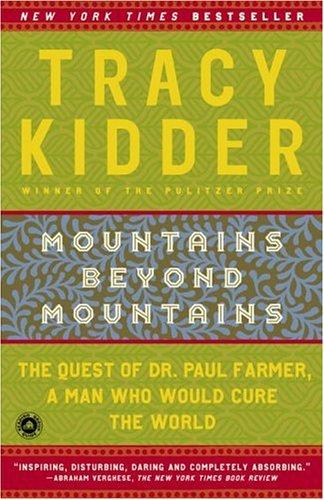 NEW YORK TIMES BESTSELLER
TRACY
KIDDER
WINNER OF THE PULITZER PRIZE
MOUNTAINS
BEYOND
MOUNTAINS
THE QUEST OF DR. PAUL FARMER,
A MAN WHO WOULD CURE
THE WORLD
"INSPIRING, DISTURBING, DARING AND COMPLETELY ABSORBING."
—ABRAHAM VERGHESE, THE NEW YORK TIMES BOOK REVIEW